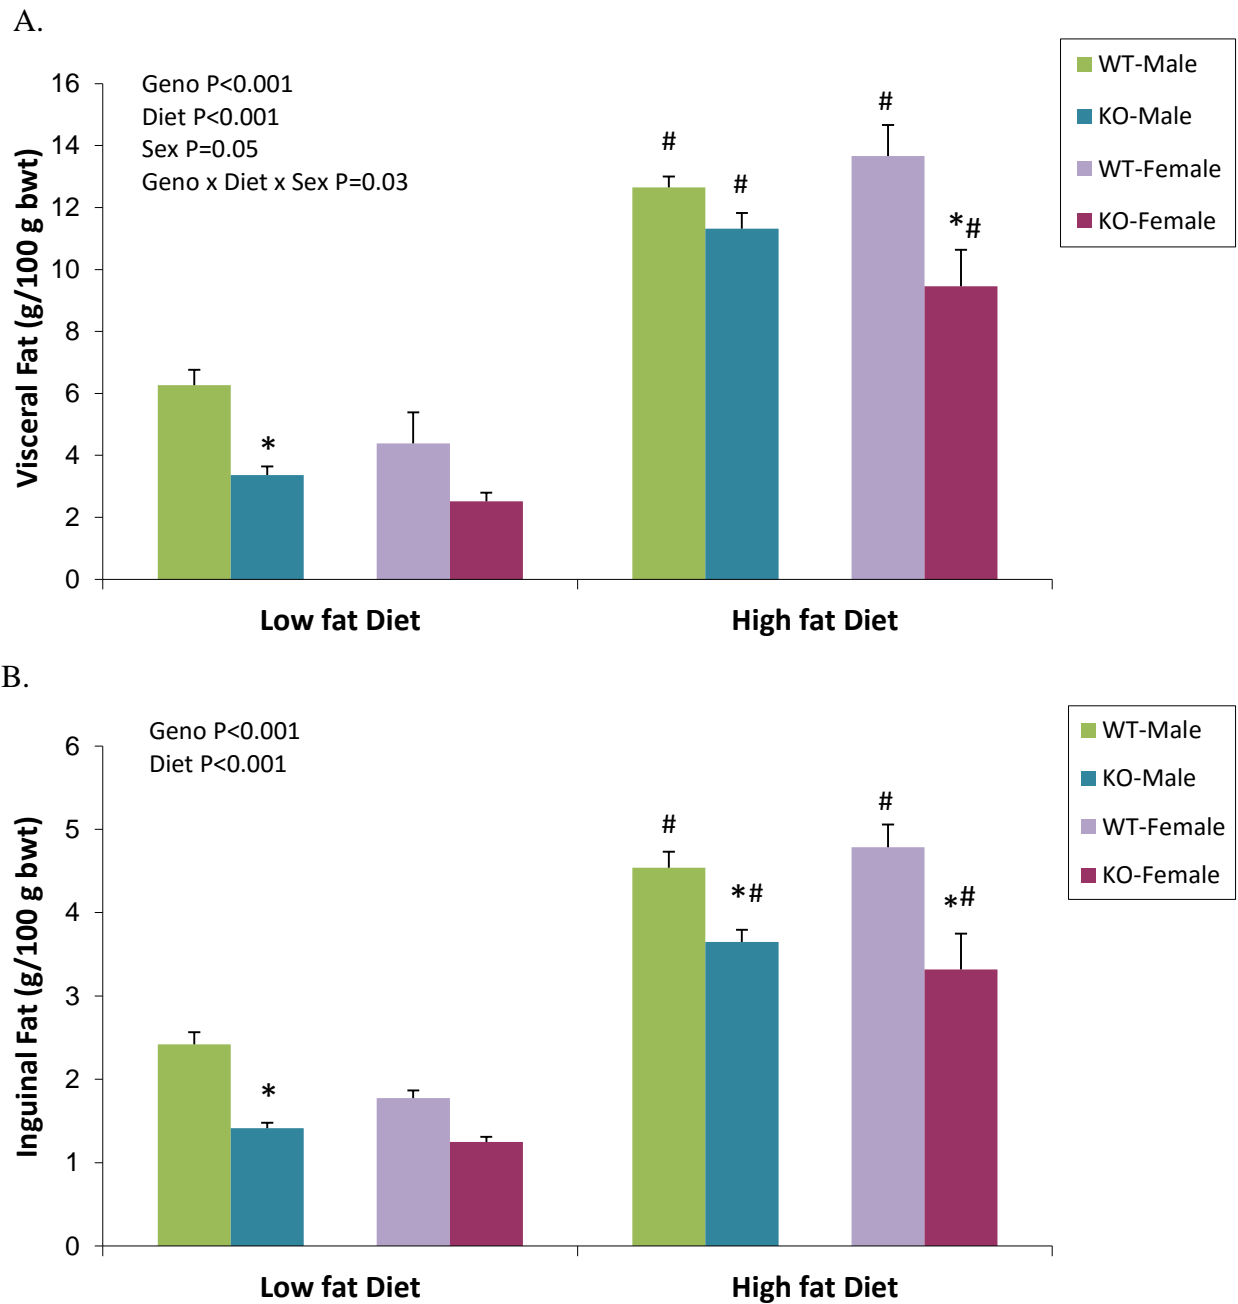 A.
Geno P<0.001
Diet P<0.001
Sex P=0.05
Geno x Diet x Sex P=0.03
WT-Male
KO-Male
WT-Female
KO-Female
Visceral Fat (g/100 g bwt)
16
14
12
10
8
6
4
2
0
*
#
#
#
*#
Low fat Diet
High fat Diet
B.
Geno P<0.001
Diet P<0.001
WT-Male
KO-Male
WT-Female
KO-Female
Inguinal Fat (g/100 g bwt)
6
5
4
3
2
1
0
*
#
*#
#
*#
Low fat Diet
High fat Diet